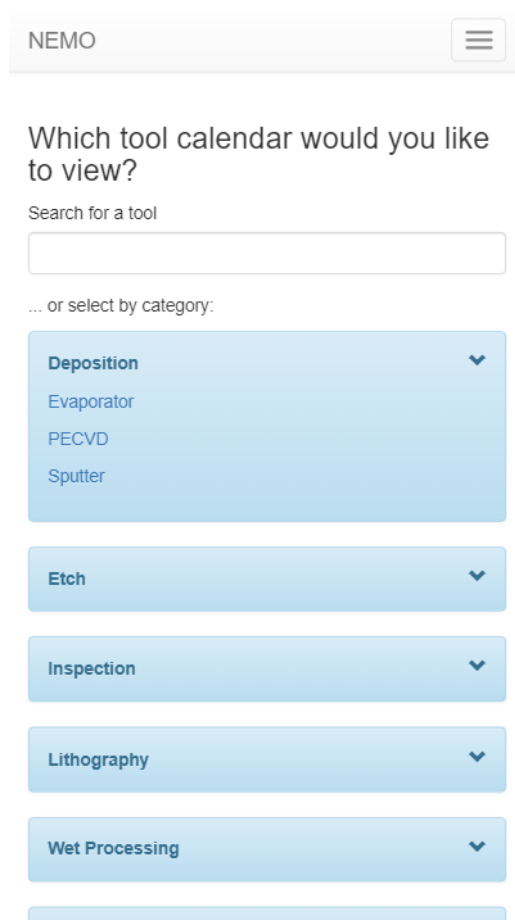 NEMO
Which tool calendar would you like
to view?
Search for a tool
... or select by category:
Deposition
Evaporator
PECVD
Sputter
Etch
Inspection
Lithography
Wet Processing